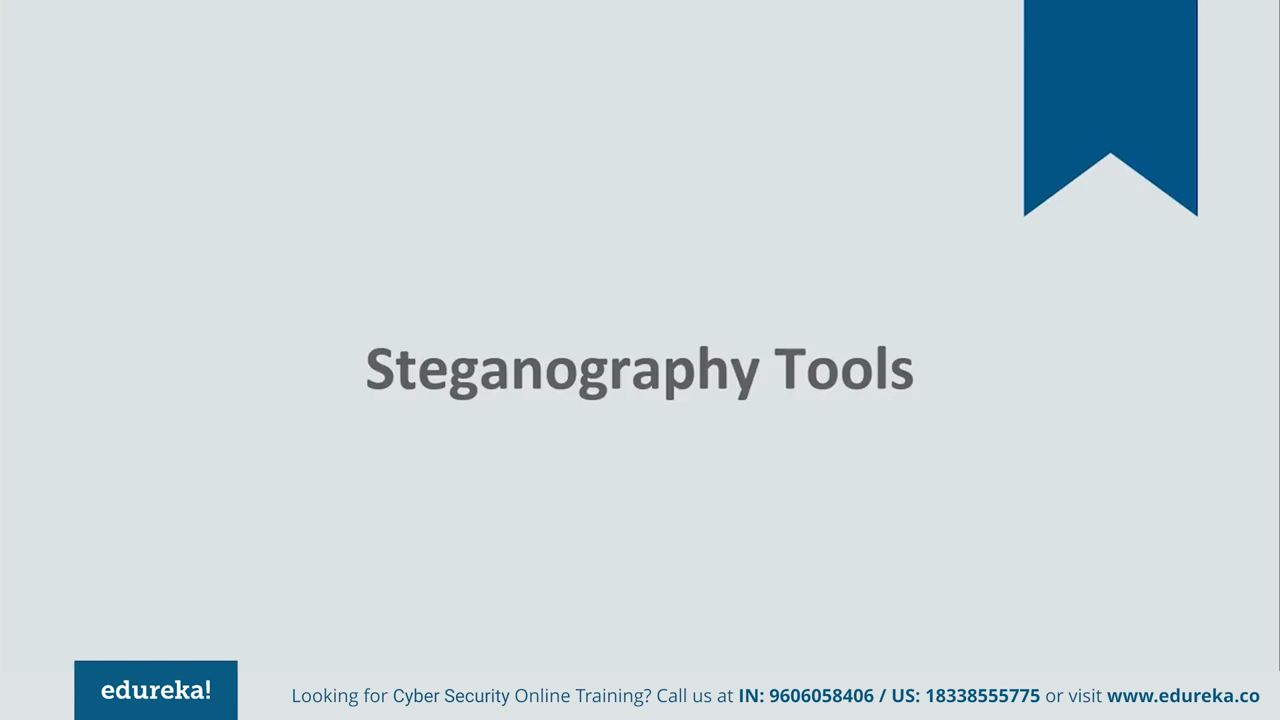 Steganography Tools
edureka!
Looking for Cyber Security Online Training? Call us at IN: 9606058406 / US: 18338555775 or visit www.edureka.co